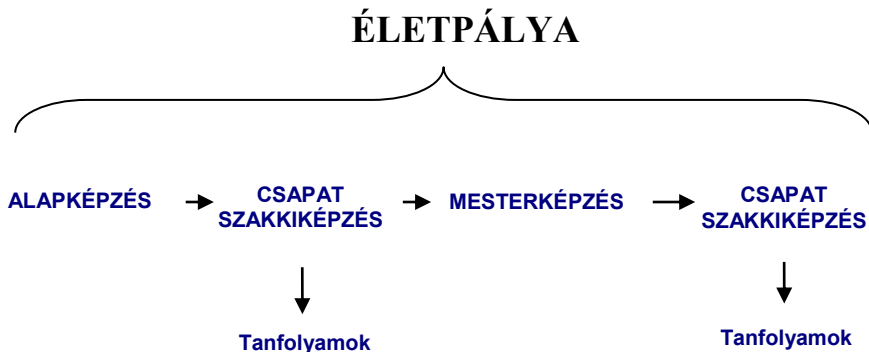 ÉLETPÁLYA
ALAPKÉPZÉS
CSAPAT
SZAKKIKÉPZÉS
MESTERKÉPZÉS
CSAPAT
SZAKKIKÉPZÉS
Tanfolyamok
Tanfolyamok